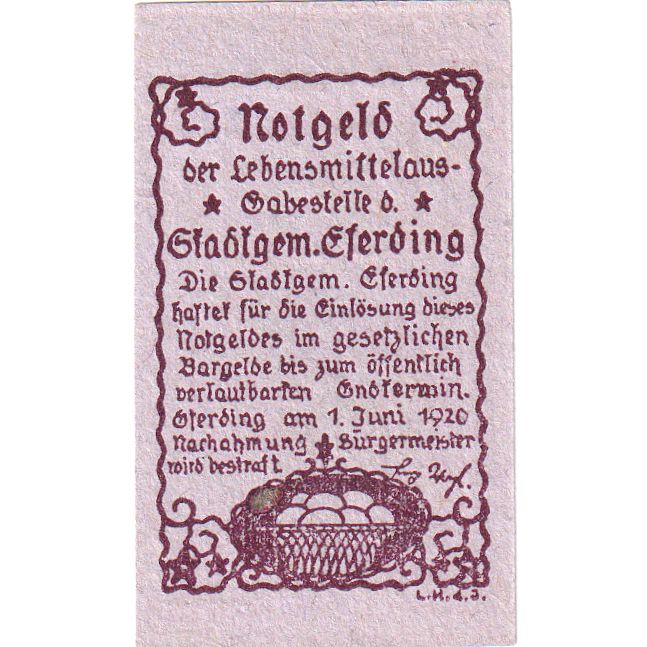 Notgeld
der Lebensmittelaus-
Gabestelle d.
Stadtgem. Eferding
Die Stadtgem. Eferding
haftet für die Einlösung dieses
Notgeldes im gesetzlichen
Bargelde bis zum öffentlich
verlautbarten Endtermin.
Eferding am 1. Juni 1920
Nachahmung Bürgermeister
wird bestraft.